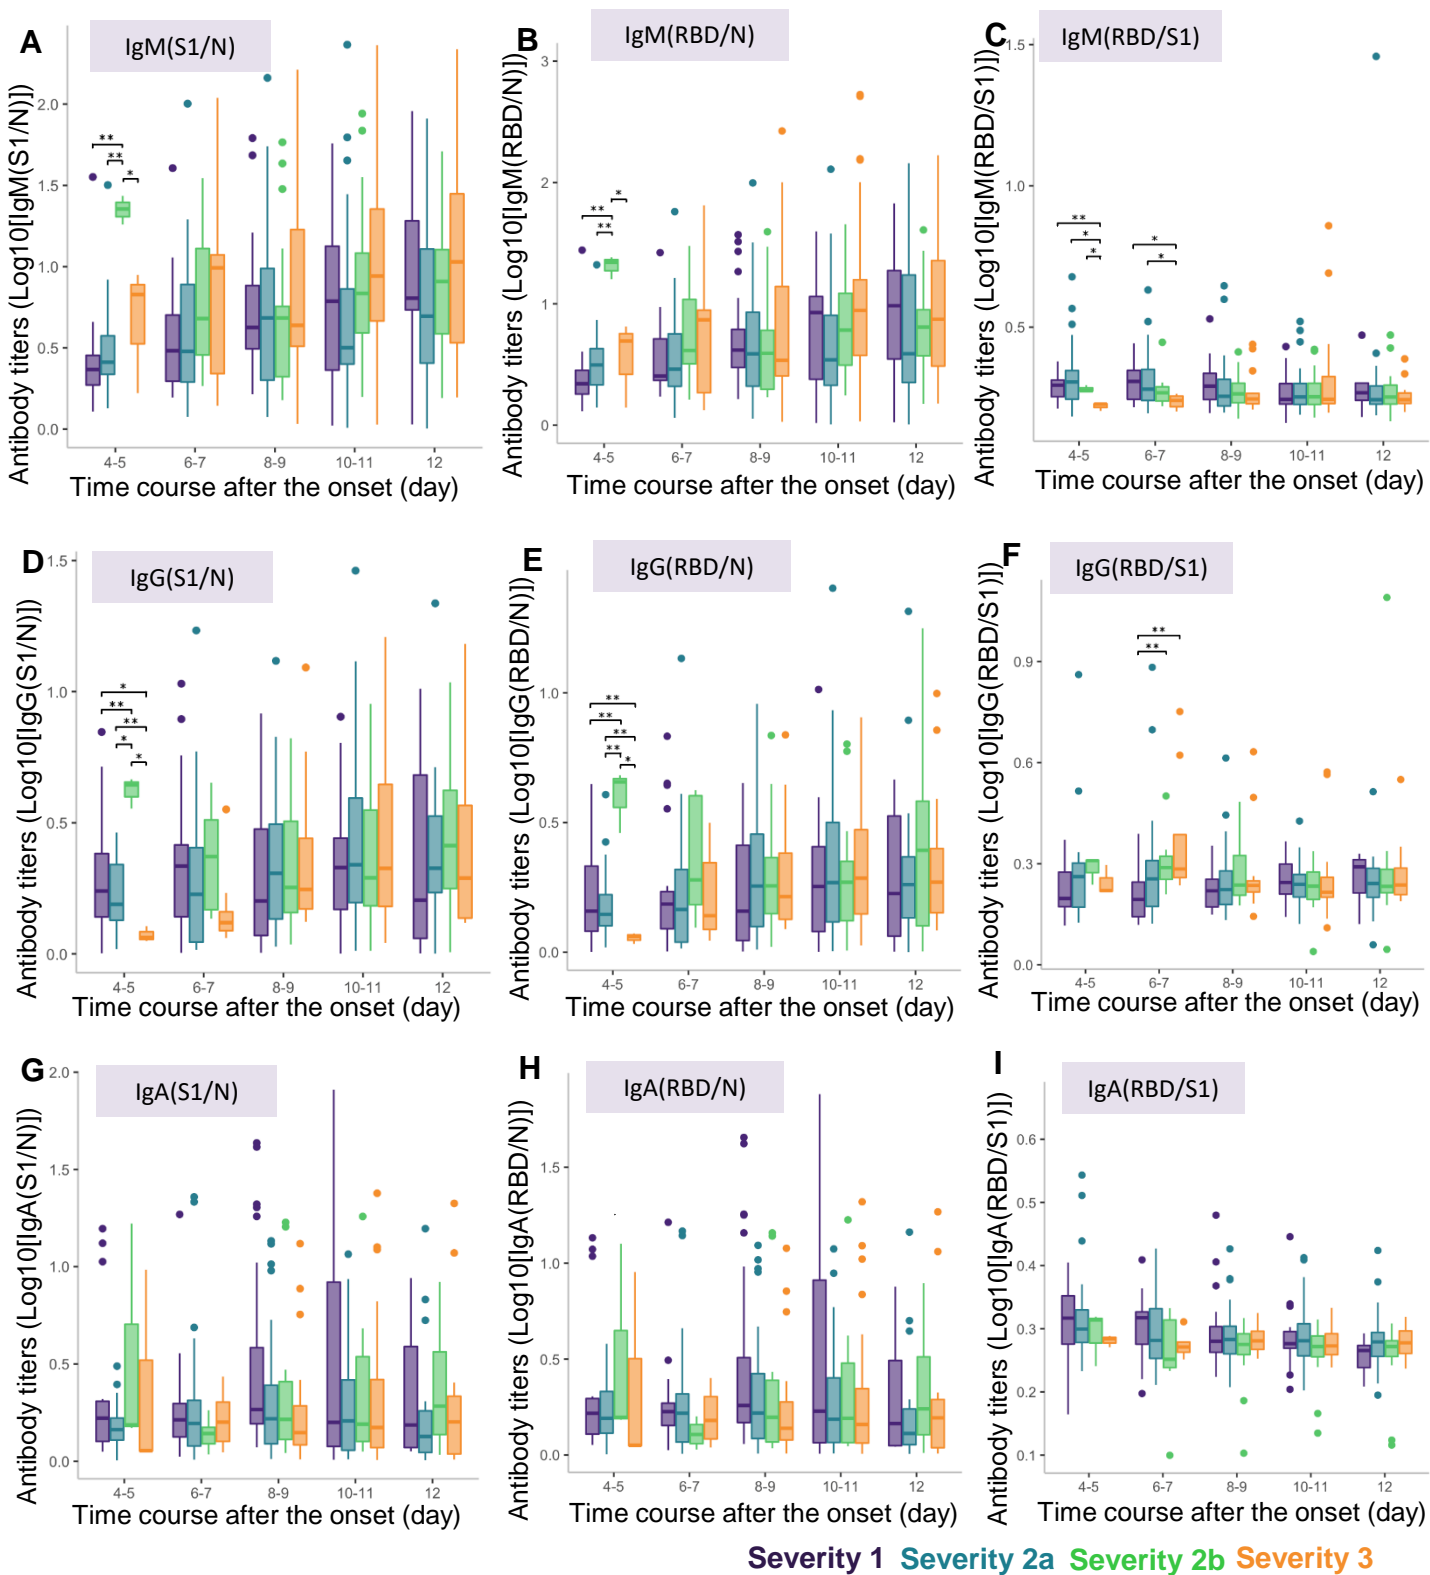 A
IgM(S1/N)
Antibody titers (Log10[IgM(S1/N)])
2.0
1.5
1.0
0.5
0.0
** ** *
4-5 6-7 8-9 10-11 12
Time course after the onset (day)
B
IgM(RBD/N)
Antibody titers (Log10[IgM(RBD/N)])
3
2
1
0
* ** **
4-5 6-7 8-9 10-11 12
Time course after the onset (day)
C
IgM(RBD/S1)
Antibody titers (Log10[IgM(RBD/S1)])
1.5
1.0
0.5
** * * * *
4-5 6-7 8-9 10-11 12
Time course after the onset (day)
D
IgG(S1/N)
Antibody titers (Log10[IgG(S1/N)])
1.5
1.0
0.5
0.0
* ** ** * *
4-5 6-7 8-9 10-11 12
Time course after the onset (day)
E
IgG(RBD/N)
Antibody titers (Log10[IgG(RBD/N)])
1.0
0.5
0.0
** ** ** ** *
4-5 6-7 8-9 10-11 12
Time course after the onset (day)
F
IgG(RBD/S1)
Antibody titers (Log10[IgG(RBD/S1)])
0.9
0.6
0.3
0.0
** **
4-5 6-7 8-9 10-11 12
Time course after the onset (day)
G
IgA(S1/N)
Antibody titers (Log10[IgA(S1/N)])
2.0
1.5
1.0
0.5
0.0
4-5 6-7 8-9 10-11 12
Time course after the onset (day)
H
IgA(RBD/N)
Antibody titers (Log10[IgA(RBD/N)])
1.5
1.0
0.5
0.0
4-5 6-7 8-9 10-11 12
Time course after the onset (day)
I
IgA(RBD/S1)
Antibody titers (Log10[IgA(RBD/S1)])
0.6
0.5
0.4
0.3
0.2
0.1
4-5 6-7 8-9 10-11 12
Time course after the onset (day)
Severity 1 Severity 2a Severity 2b Severity 3